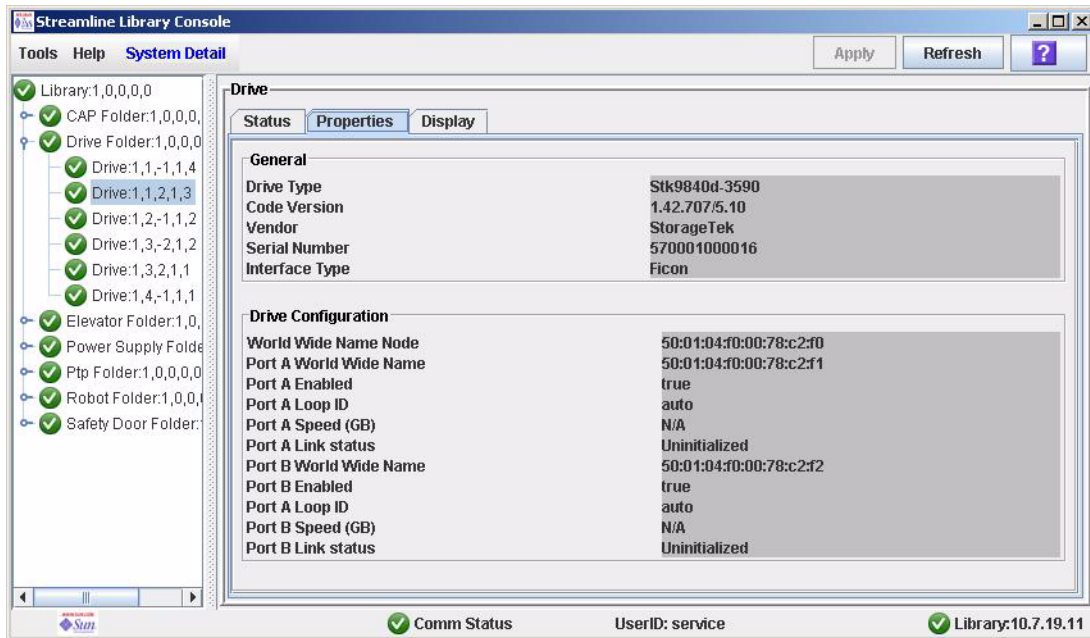 Streamline Library Console
Tools Help System Detail
Apply Refresh ?
Library:1,0,0,0,0
CAP Folder:1,0,0,0,
Drive Folder:1,0,0,0
Drive:1,1,-1,1,4
Drive:1,1,2,1,3
Drive:1,2,-1,1,2
Drive:1,3,-2,1,2
Drive:1,3,2,1,1
Drive:1,4,-1,1,1
Elevator Folder:1,0,
Power Supply Folde
Ptp Folder:1,0,0,0,0
Robot Folder:1,0,0,
Safety Door Folder:
Drive
Status Properties Display
General
Drive Type Stk9840d-3590
Code Version 1.42.707/5.10
Vendor StorageTek
Serial Number 570001000016
Interface Type Ficon
Drive Configuration
World Wide Name Node 50:01:04:f0:00:78:c2:f0
Port A World Wide Name 50:01:04:f0:00:78:c2:f1
Port A Enabled true
Port A Loop ID auto
Port A Speed (GB) N/A
Port A Link status Uninitialized
Port B World Wide Name 50:01:04:f0:00:78:c2:f2
Port B Enabled true
Port A Loop ID auto
Port B Speed (GB) N/A
Port B Link status Uninitialized
Sun
Comm Status UserID: service Library:10.7.19.11